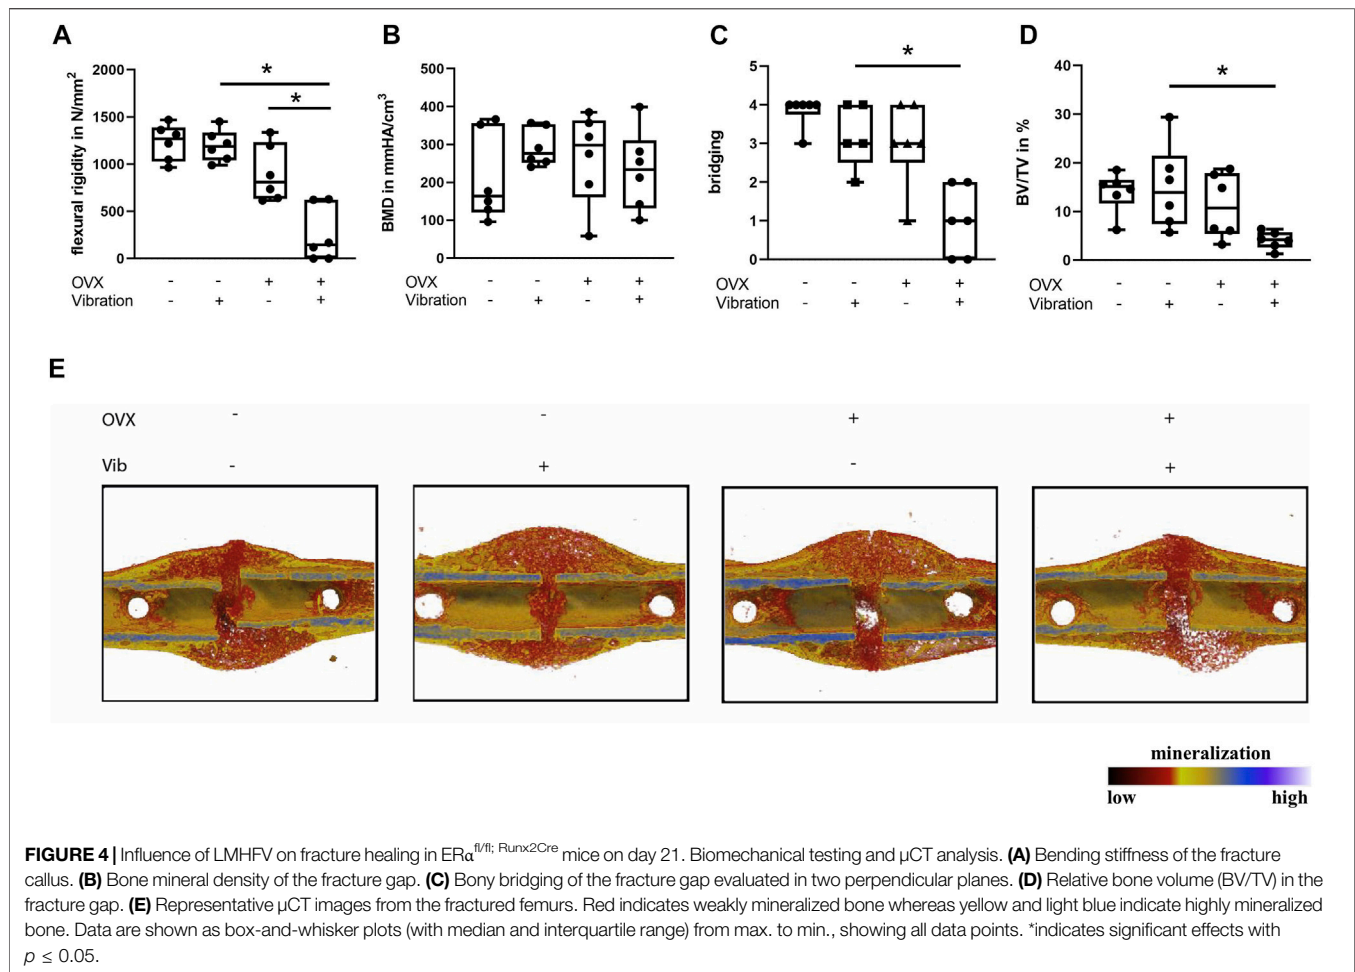 A
B
C
D
flexural rigidity in N/mm²
2000
1500
1000
500
0
*
*
BMD in mmHA/cm³
500
400
300
200
100
0
bridging
5
4
3
2
1
0
*
BV/TV in %
40
30
20
10
0
*
OVX - - + +
Vibration - + - +
- - + +
- + - +
OVX - - + +
Vibration - + - +
- - + +
- + - +
E
OVX - - + +
Vib - + - +
mineralization
low high
FIGURE 4 | Influence of LMHFV on fracture healing in ERα^fl/fl; Runx2Cre mice on day 21. Biomechanical testing and µCT analysis. (A) Bending stiffness of the fracture
callus. (B) Bone mineral density of the fracture gap. (C) Bony bridging of the fracture gap evaluated in two perpendicular planes. (D) Relative bone volume (BV/TV) in the
fracture gap. (E) Representative µCT images from the fractured femurs. Red indicates weakly mineralized bone whereas yellow and light blue indicate highly mineralized
bone. Data are shown as box-and-whisker plots (with median and interquartile range) from max. to min., showing all data points. *indicates significant effects with
p ≤ 0.05.